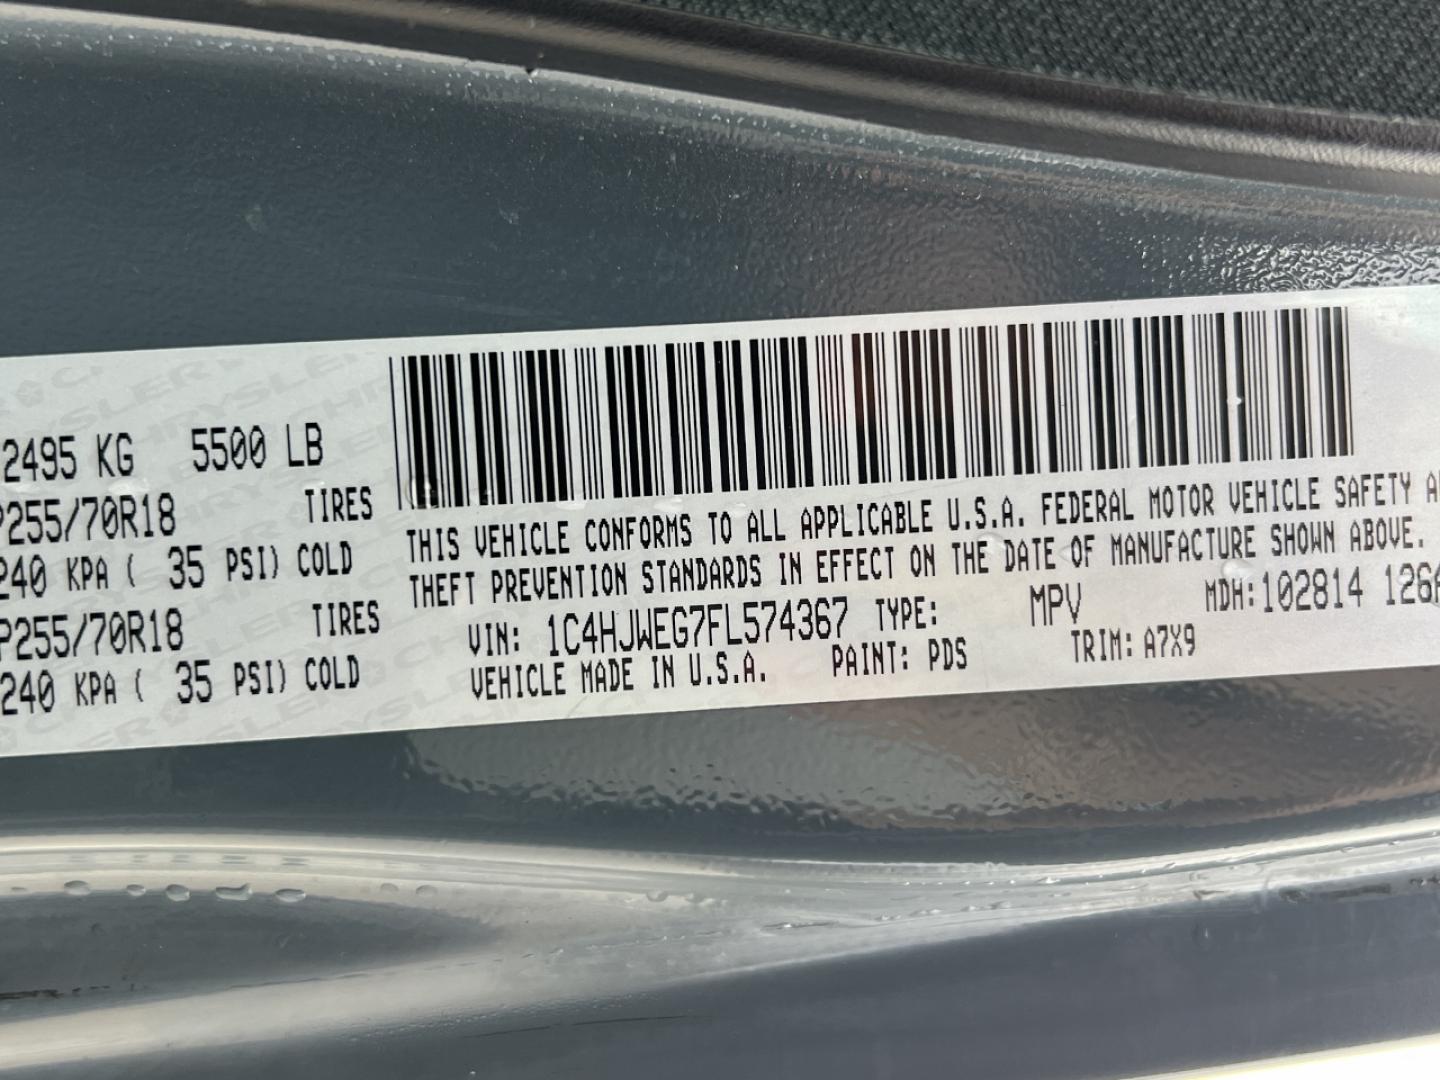 2495 KG 5500 LB
P255/70R18 TIRES
240 KPA ( 35 PSI) COLD
P255/70R18 TIRES
240 KPA ( 35 PSI) COLD
THIS VEHICLE CONFORMS TO ALL APPLICABLE U.S.A. FEDERAL MOTOR VEHICLE SAFETY
THEFT PREVENTION STANDARDS IN EFFECT ON THE DATE OF MANUFACTURE SHOWN ABOVE.
VIN: 1C4HJWEG7FL574367 TYPE: MPV MDH:102814 126
VEHICLE MADE IN U.S.A. PAINT: PDS TRIM: A7X9